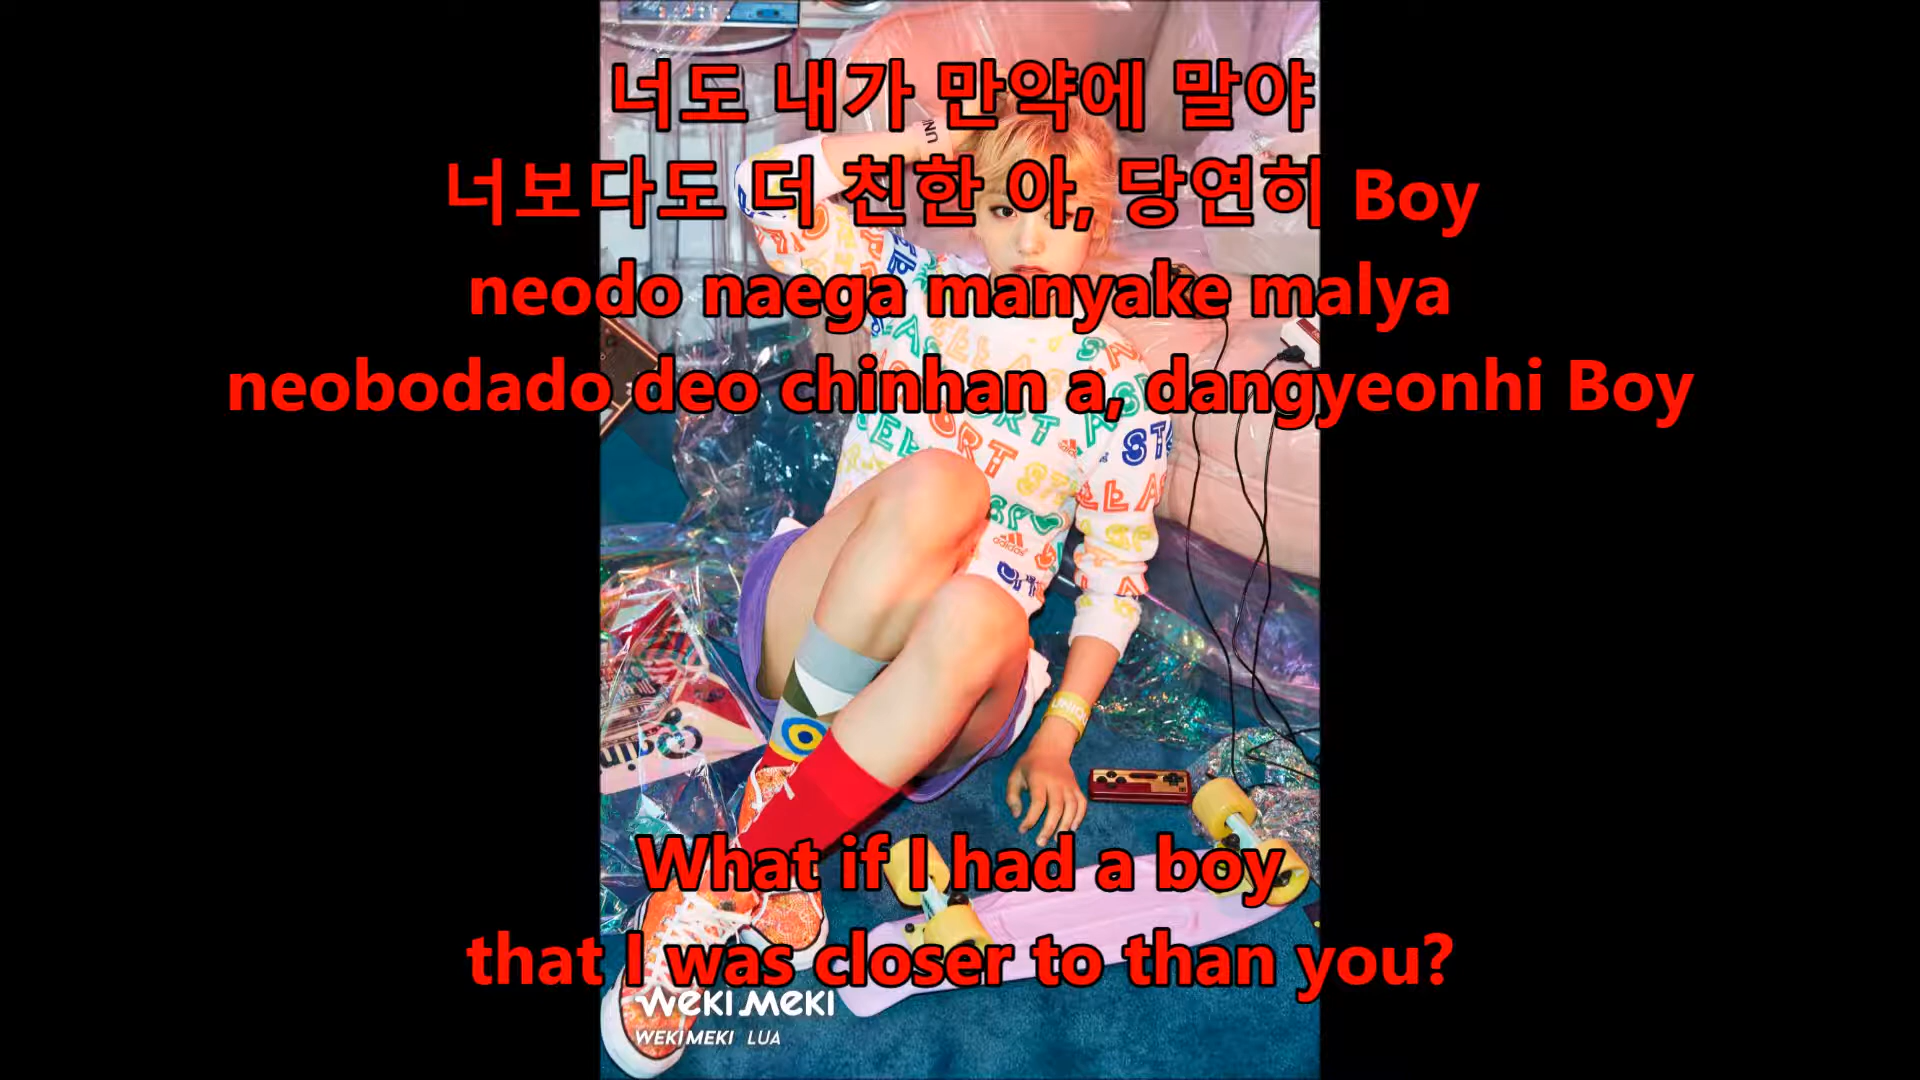 너도 내가 만약에 말야
너보다도 더 친한 아, 당연히 Boy
neodo naega manyake malya
neobodado deo chinhan a, dangyeonhi Boy
What if I had a boy
that I was closer to than you?
WEKI MEKI
WEKI MEKI LUA
adidas
UNIQU